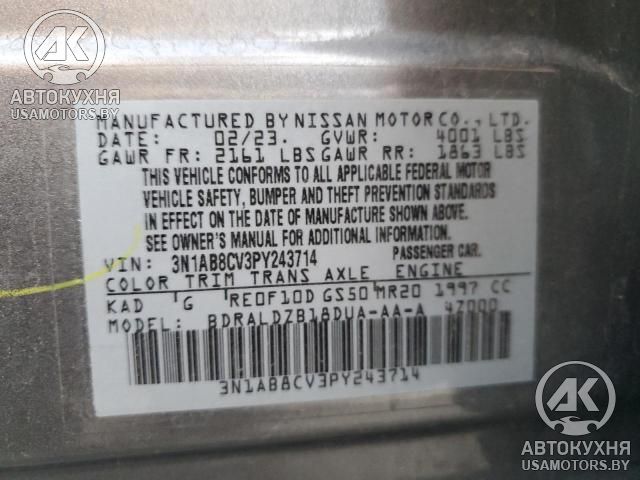 AK
АВТОКУХНЯ
USAMOTORS.BY
MANUFACTURED BY NISSAN MOTOR CO., LTD.
DATE: 02/23. GVWR: 4001 LBS
GAWR FR: 2161 LBS GAWR RR: 1863 LBS
THIS VEHICLE CONFORMS TO ALL APPLICABLE FEDERAL MOTOR
VEHICLE SAFETY, BUMPER AND THEFT PREVENTION STANDARDS
IN EFFECT ON THE DATE OF MANUFACTURE SHOWN ABOVE.
SEE OWNER'S MANUAL FOR ADDITIONAL INFORMATION.
VIN: 3N1AB8CV3PY243714 PASSENGER CAR.
COLOR TRIM TRANS AXLE ENGINE
KAD G RE0F10D GS50 MR20 1997 CC
MODEL: BDRALDZB18DUA-AA-A 4Z000
3N1AB8CV3PY243714
AK
АВТОКУХНЯ
USAMOTORS.BY